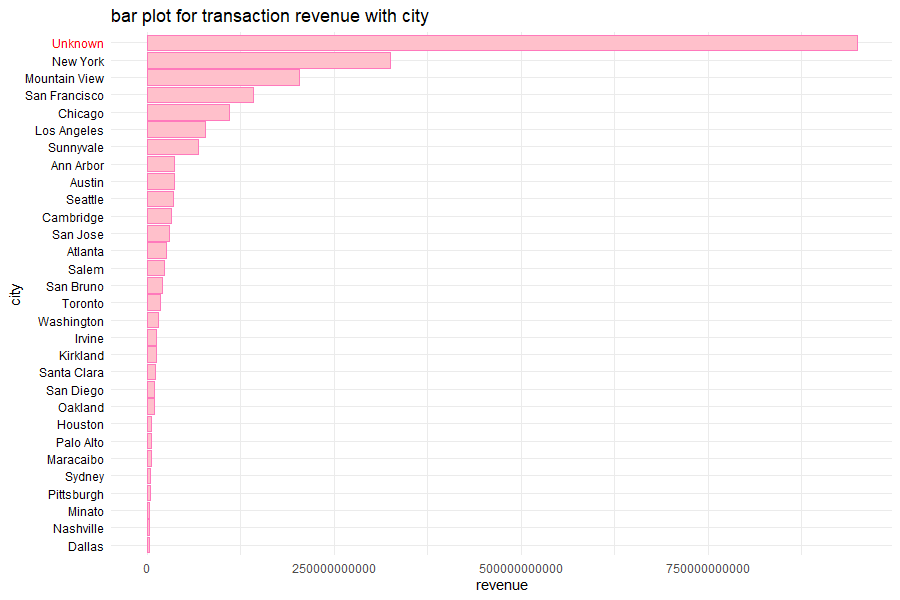 bar plot for transaction revenue with city
Unknown
New York
Mountain View
San Francisco
Chicago
Los Angeles
Sunnyvale
Ann Arbor
Austin
Seattle
Cambridge
San Jose
Atlanta
Salem
San Bruno
Toronto
Washington
Irvine
Kirkland
Santa Clara
San Diego
Oakland
Houston
Palo Alto
Maracaibo
Sydney
Pittsburgh
Minato
Nashville
Dallas
city
0 250000000000 500000000000 750000000000
revenue